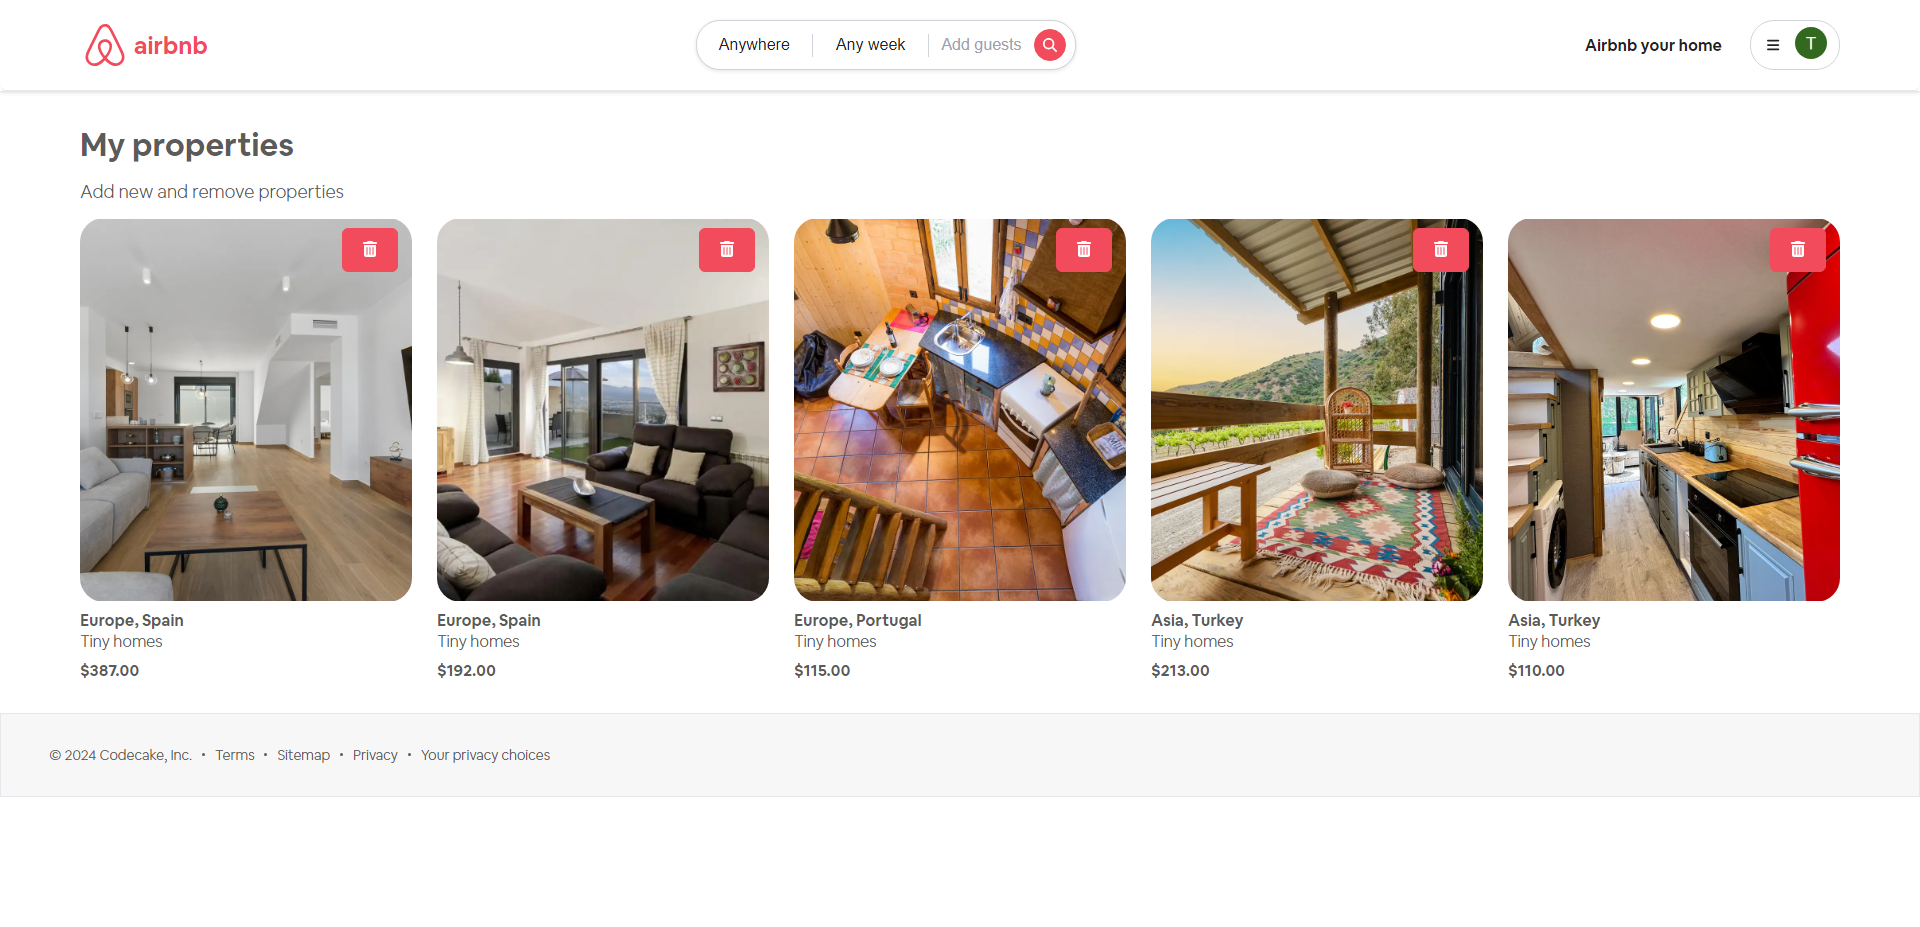 airbnb
Anywhere
Any week
Add guests
Airbnb your home
T
My properties
Add new and remove properties
Europe, Spain
Tiny homes
$387.00
Europe, Spain
Tiny homes
$192.00
Europe, Portugal
Tiny homes
$115.00
Asia, Turkey
Tiny homes
$213.00
Asia, Turkey
Tiny homes
$110.00
© 2024 Codecake, Inc. · Terms · Sitemap · Privacy · Your privacy choices